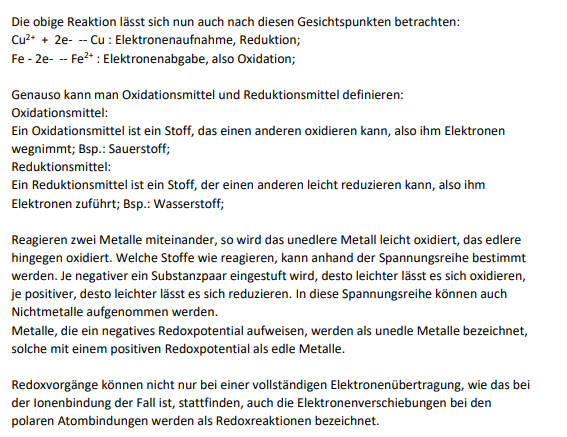 Die obige Reaktion lässt sich nun auch nach diesen Gesichtspunkten betrachten:
Cu²⁺ + 2e- -- Cu : Elektronenaufnahme, Reduktion;
Fe - 2e- -- Fe²⁺ : Elektronenabgabe, also Oxidation;
Genauso kann man Oxidationsmittel und Reduktionsmittel definieren:
Oxidationsmittel:
Ein Oxidationsmittel ist ein Stoff, das einen anderen oxidieren kann, also ihm Elektronen
wegnimmt; Bsp.: Sauerstoff;
Reduktionsmittel:
Ein Reduktionsmittel ist ein Stoff, der einen anderen leicht reduzieren kann, also ihm
Elektronen zuführt; Bsp.: Wasserstoff;
Reagieren zwei Metalle miteinander, so wird das unedlere Metall leicht oxidiert, das edlere
hingegen oxidiert. Welche Stoffe wie reagieren, kann anhand der Spannungsreihe bestimmt
werden. Je negativer ein Substanzpaar eingestuft wird, desto leichter lässt es sich oxidieren,
je positiver, desto leichter lässt es sich reduzieren. In diese Spannungsreihe können auch
Nichtmetalle aufgenommen werden.
Metalle, die ein negatives Redoxpotential aufweisen, werden als unedle Metalle bezeichnet,
solche mit einem positiven Redoxpotential als edle Metalle.
Redoxvorgänge können nicht nur bei einer vollständigen Elektronenübertragung, wie das bei
der Ionenbindung der Fall ist, stattfinden, auch die Elektronenverschiebungen bei den
polaren Atombindungen werden als Redoxreaktionen bezeichnet.